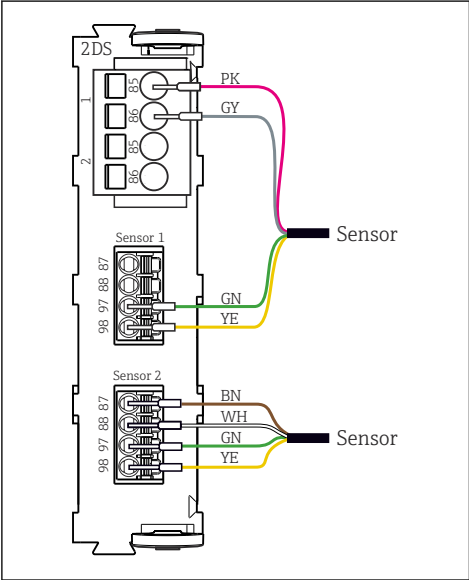 2DS
1
85
PK
86
GY
2
85
86
Sensor
Sensor 1
87
88
97
GN
98
YE
Sensor 2
87
BN
88
WH
97
GN
Sensor
98
YE